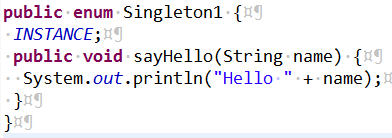 public enum Singleton1 {
 INSTANCE;
 public void sayHello(String name) {
  System.out.println("Hello " + name);
 }
}